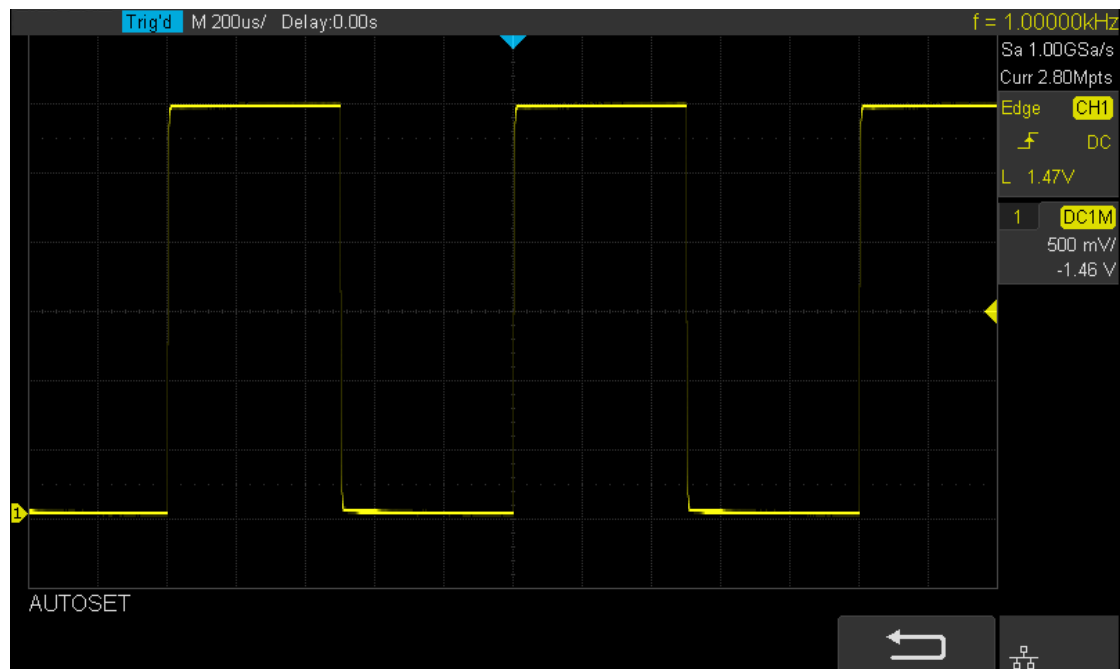 Trig'd M 200us/ Delay:0.00s f = 1.00000kHz
Sa 1.00GSa/s
Curr 2.80Mpts
Edge CH1
DC
L 1.47V
1 DC1M
500 mV/
-1.46 V
1
AUTOSET